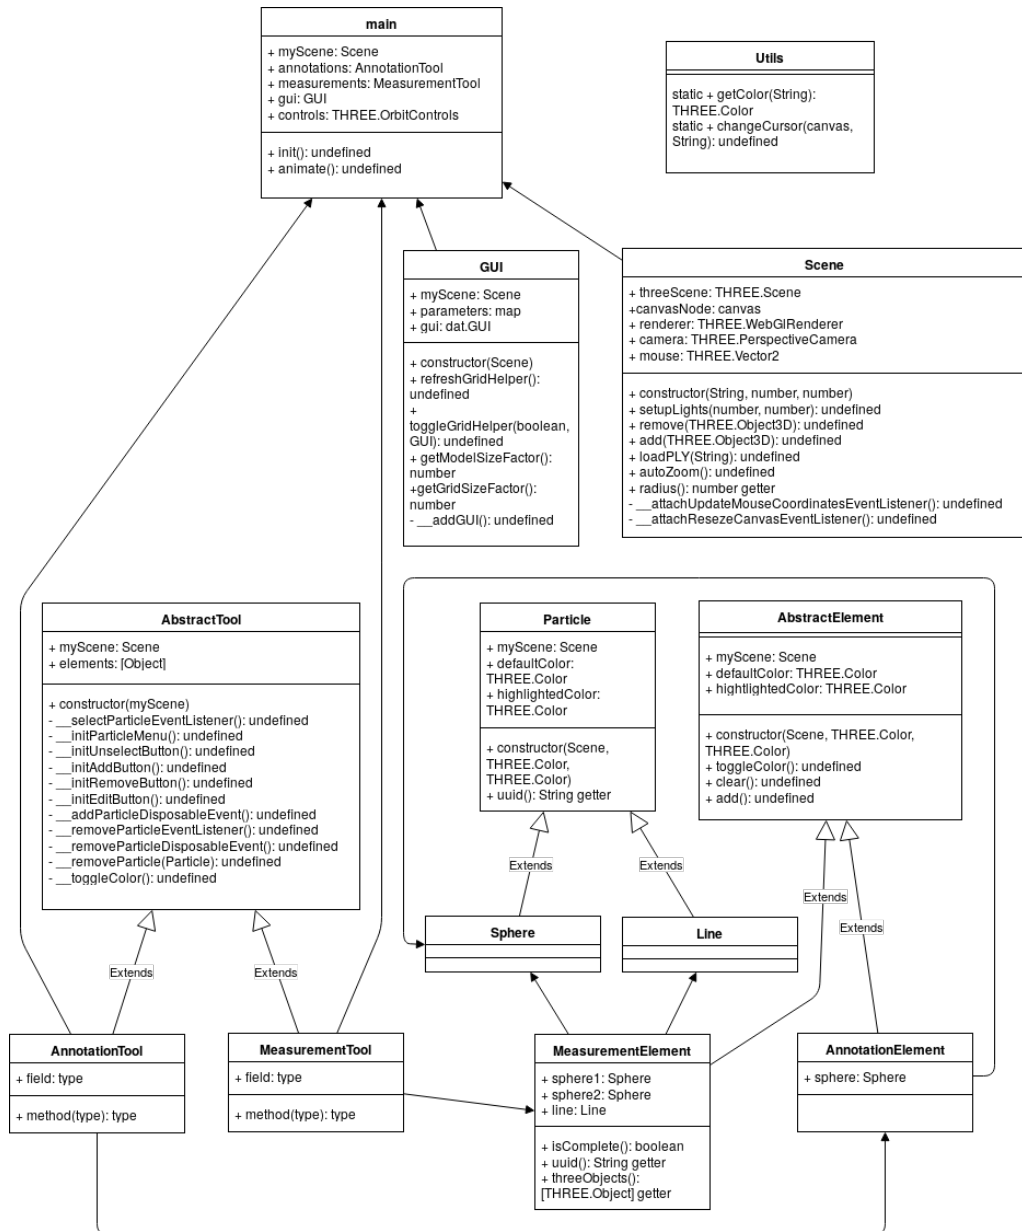 main
+ myScene: Scene
+ annotations: AnnotationTool
+ measurements: MeasurementTool
+ gui: GUI
+ controls: THREE.OrbitControls
+ init(): undefined
+ animate(): undefined
Utils
static + getColor(String):
THREE.Color
static + changeCursor(canvas,
String): undefined
GUI
+ myScene: Scene
+ parameters: map
+ gui: dat.GUI
+ constructor(Scene)
+ refreshGridHelper():
undefined
+
toggleGridHelper(boolean,
GUI): undefined
+ getModelSizeFactor():
number
+getGridSizeFactor():
number
- __addGUI(): undefined
Scene
+ threeScene: THREE.Scene
+canvasNode: canvas
+ renderer: THREE.WebGlRenderer
+ camera: THREE.PerspectiveCamera
+ mouse: THREE.Vector2
+ constructor(String, number, number)
+ setupLights(number, number): undefined
+ remove(THREE.Object3D): undefined
+ add(THREE.Object3D): undefined
+ loadPLY(String): undefined
+ autoZoom(): undefined
+ radius(): number getter
- __attachUpdateMouseCoordinatesEventListener(): undefined
- __attachResezeCanvasEventListener(): undefined
AbstractTool
+ myScene: Scene
+ elements: [Object]
+ constructor(myScene)
- __selectParticleEventListener(): undefined
- __initParticleMenu(): undefined
- __initUnselectButton(): undefined
- __initAddButton(): undefined
- __initRemoveButton(): undefined
- __initEditButton(): undefined
- __addParticleDisposableEvent(): undefined
- __removeParticleEventListener(): undefined
- __removeParticleDisposableEvent(): undefined
- __removeParticle(Particle): undefined
- __toggleColor(): undefined
Particle
+ myScene: Scene
+ defaultColor:
THREE.Color
+ highlightedColor:
THREE.Color
+ constructor(Scene,
THREE.Color,
THREE.Color)
+ uuid(): String getter
AbstractElement
+ myScene: Scene
+ defaultColor: THREE.Color
+ hightlightedColor: THREE.Color
+ constructor(Scene, THREE.Color,
THREE.Color)
+ toggleColor(): undefined
+ clear(): undefined
+ add(): undefined
Extends
Extends
Extends
Extends
Sphere
Line
Extends
Extends
AnnotationTool
+ field: type
+ method(type): type
MeasurementTool
+ field: type
+ method(type): type
MeasurementElement
+ sphere1: Sphere
+ sphere2: Sphere
+ line: Line
+ isComplete(): boolean
+ uuid(): String getter
+ threeObjects():
[THREE.Object] getter
AnnotationElement
+ sphere: Sphere